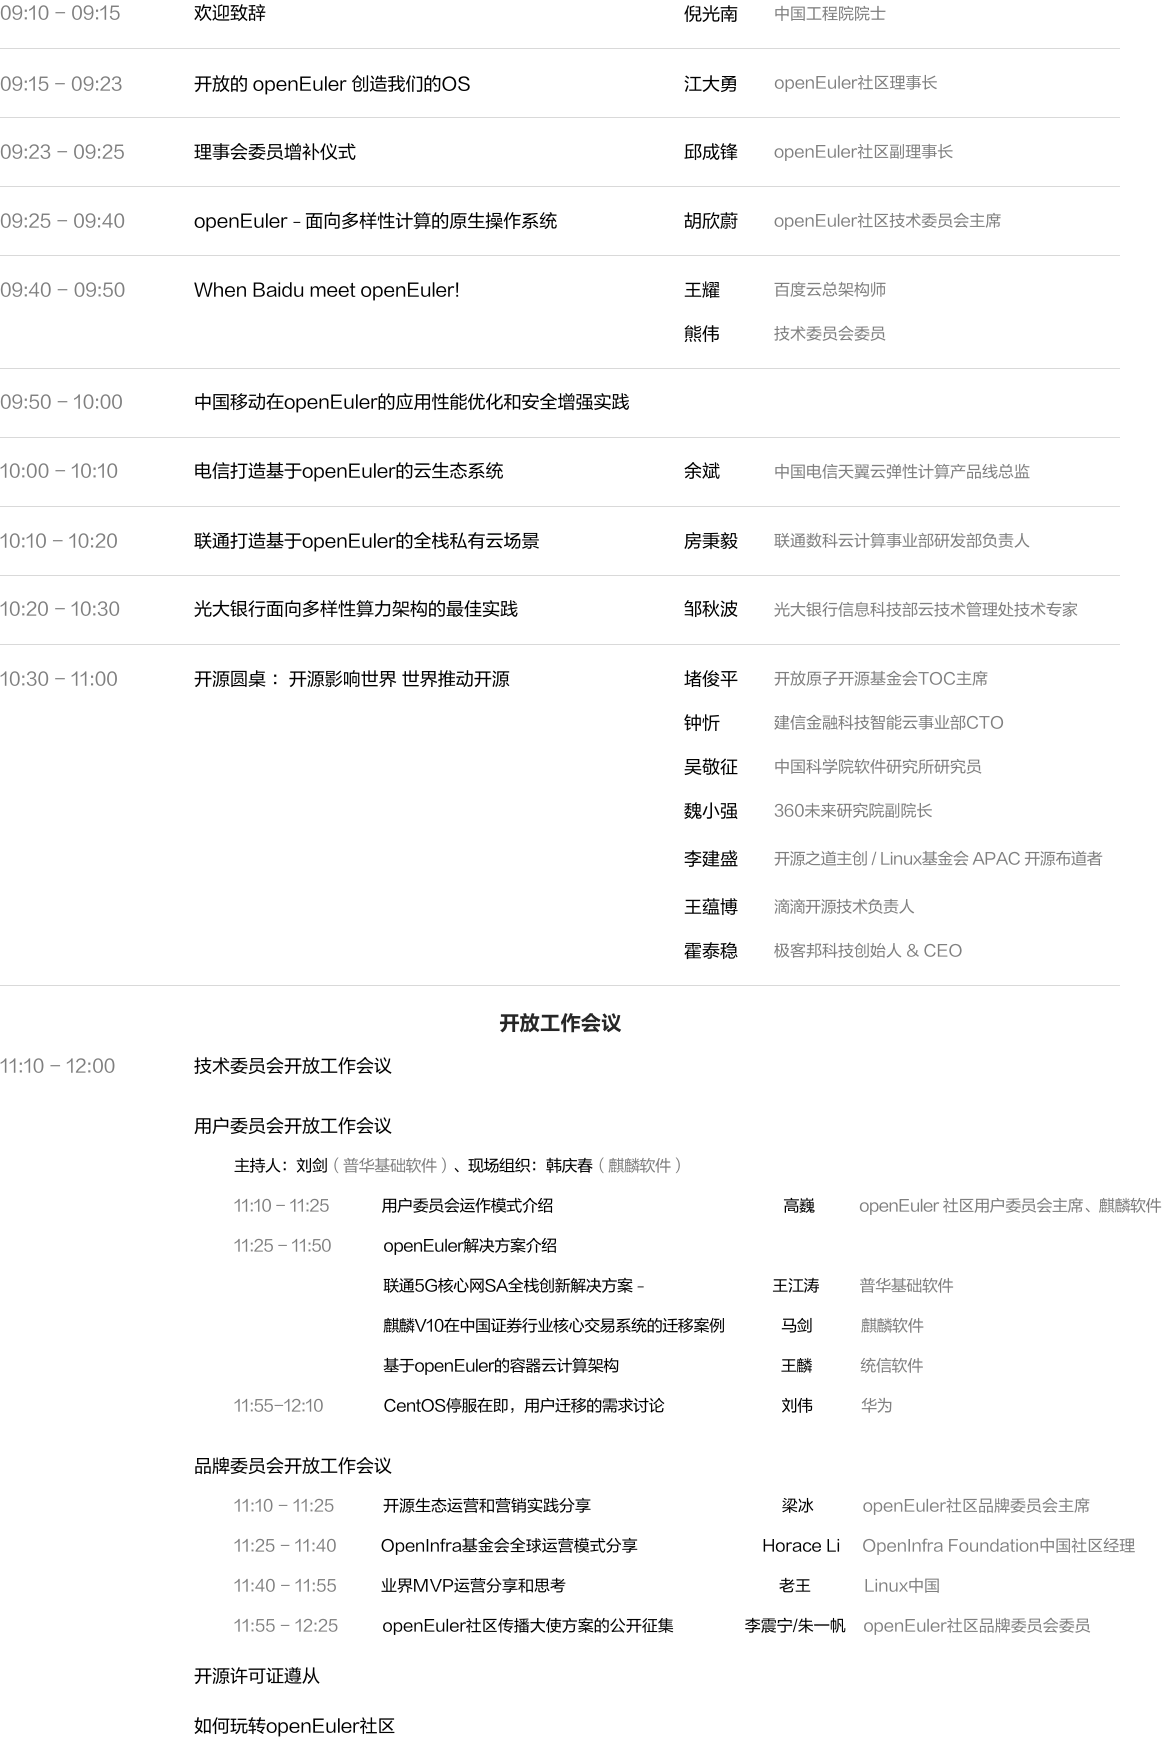 09:10 – 09:15 欢迎致辞 倪光南 中国工程院院士
09:15 – 09:23 开放的 openEuler 创造我们的OS 江大勇 openEuler社区理事长
09:23 – 09:25 理事会委员增补仪式 邱成锋 openEuler社区副理事长
09:25 – 09:40 openEuler - 面向多样性计算的原生操作系统 胡欣蔚 openEuler社区技术委员会主席
09:40 – 09:50 When Baidu meet openEuler! 王耀 百度云总架构师
熊伟 技术委员会委员
09:50 – 10:00 中国移动在openEuler的应用性能优化和安全增强实践
10:00 – 10:10 电信打造基于openEuler的云生态系统 余斌 中国电信天翼云弹性计算产品线总监
10:10 – 10:20 联通打造基于openEuler的全栈私有云场景 房秉毅 联通数科云计算事业部研发部负责人
10:20 – 10:30 光大银行面向多样性算力架构的最佳实践 邹秋波 光大银行信息科技部云技术管理处技术专家
10:30 – 11:00 开源圆桌： 开源影响世界 世界推动开源 堵俊平 开放原子开源基金会TOC主席
钟忻 建信金融科技智能云事业部CTO
吴敬征 中国科学院软件研究所研究员
魏小强 360未来研究院副院长
李建盛 开源之道主创 / Linux基金会 APAC 开源布道者
王蕴博 滴滴开源技术负责人
霍泰稳 极客邦科技创始人 & CEO
开放工作会议
11:10 – 12:00 技术委员会开放工作会议
用户委员会开放工作会议
主持人：刘剑（普华基础软件）、现场组织：韩庆春（麒麟软件）
11:10 – 11:25 用户委员会运作模式介绍 高巍 openEuler 社区用户委员会主席、麒麟软件
11:25 – 11:50 openEuler解决方案介绍
联通5G核心网SA全栈创新解决方案 - 王江涛 普华基础软件
麒麟V10在中国证券行业核心交易系统的迁移案例 马剑 麒麟软件
基于openEuler的容器云计算架构 王麟 统信软件
11:55–12:10 CentOS停服在即，用户迁移的需求讨论 刘伟 华为
品牌委员会开放工作会议
11:10 – 11:25 开源生态运营和营销实践分享 梁冰 openEuler社区品牌委员会主席
11:25 – 11:40 OpenInfra基金会全球运营模式分享 Horace Li OpenInfra Foundation中国社区经理
11:40 – 11:55 业界MVP运营分享和思考 老王 Linux中国
11:55 – 12:25 openEuler社区传播大使方案的公开征集 李震宁/朱一帆 openEuler社区品牌委员会委员
开源许可证遵从
如何玩转openEuler社区